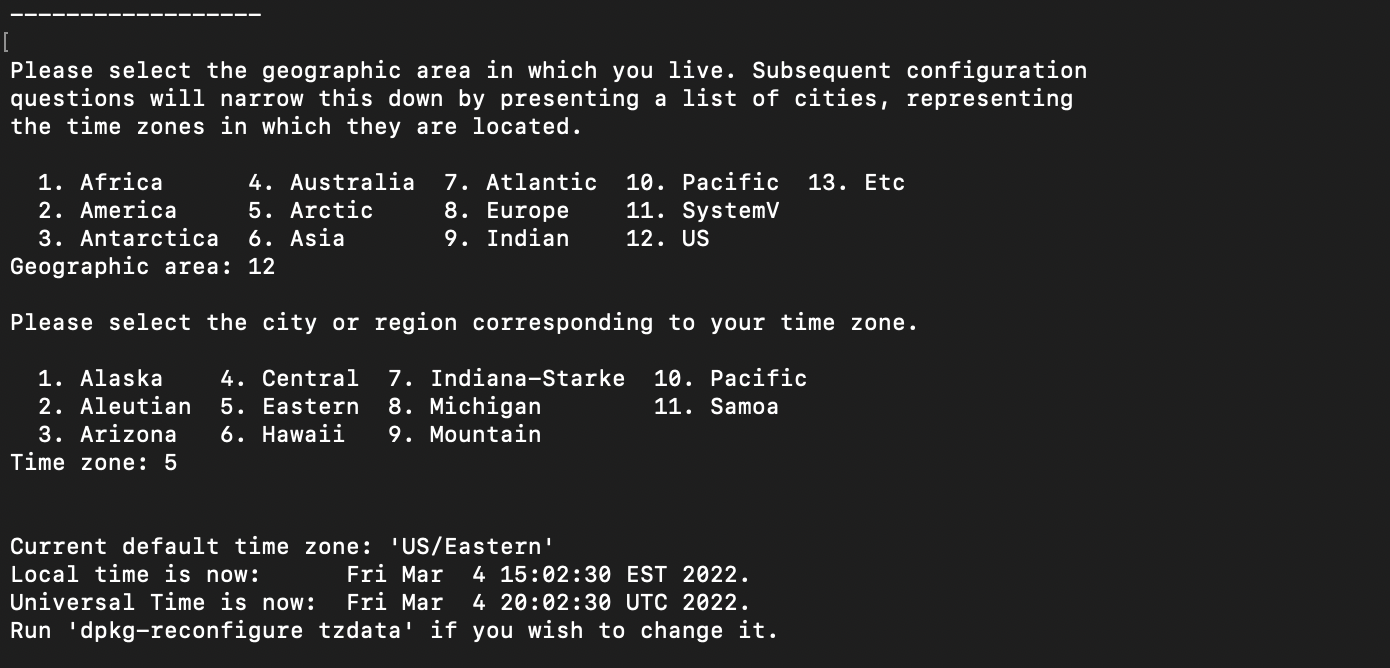 ------------------
[
Please select the geographic area in which you live. Subsequent configuration
questions will narrow this down by presenting a list of cities, representing
the time zones in which they are located.

  1. Africa      4. Australia  7. Atlantic  10. Pacific  13. Etc
  2. America     5. Arctic     8. Europe    11. SystemV
  3. Antarctica  6. Asia       9. Indian    12. US
Geographic area: 12

Please select the city or region corresponding to your time zone.

  1. Alaska    4. Central  7. Indiana-Starke  10. Pacific
  2. Aleutian  5. Eastern  8. Michigan        11. Samoa
  3. Arizona   6. Hawaii   9. Mountain
Time zone: 5


Current default time zone: 'US/Eastern'
Local time is now:      Fri Mar  4 15:02:30 EST 2022.
Universal Time is now:  Fri Mar  4 20:02:30 UTC 2022.
Run 'dpkg-reconfigure tzdata' if you wish to change it.